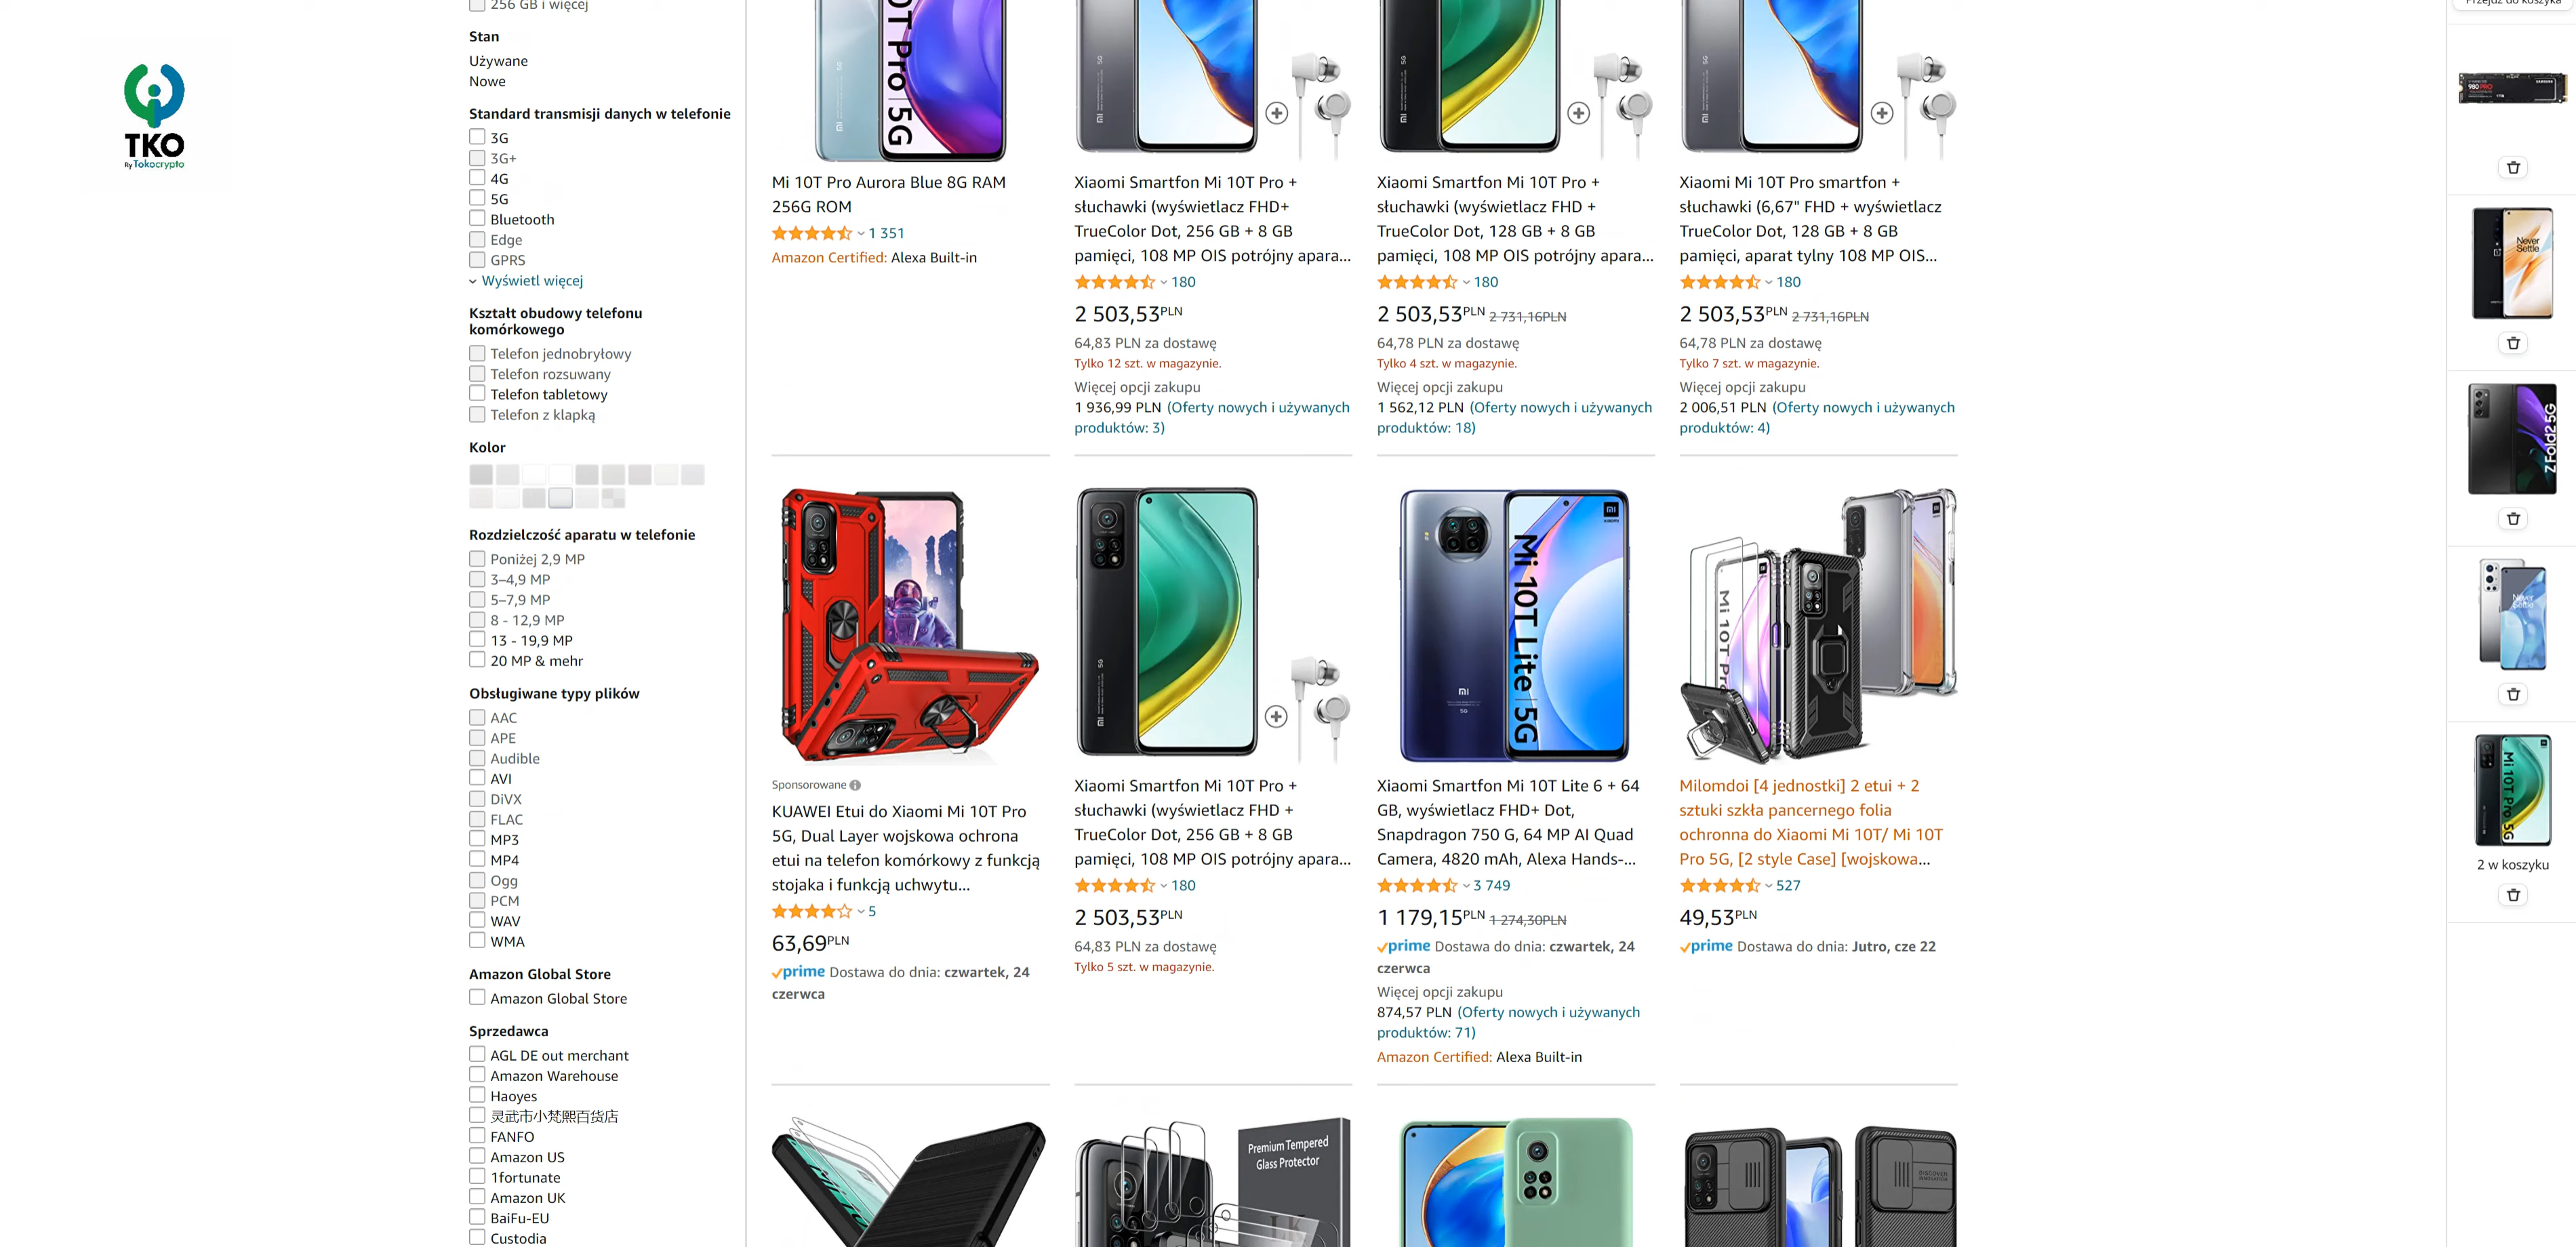 256 GB i więcej
Stan
Używane
Nowe
Standard transmisji danych w telefonie
3G
3G+
4G
5G
Bluetooth
Edge
GPRS
Wyświetl więcej
Kształt obudowy telefonu
komórkowego
Telefon jednobryłowy
Telefon rozsuwany
Telefon tabletowy
Telefon z klapką
Kolor
Rozdzielczość aparatu w telefonie
Poniżej 2,9 MP
3–4,9 MP
5–7,9 MP
8 - 12,9 MP
13 - 19,9 MP
20 MP & mehr
Obsługiwane typy plików
AAC
APE
Audible
AVI
DiVX
FLAC
MP3
MP4
Ogg
PCM
WAV
WMA
Amazon Global Store
Amazon Global Store
Sprzedawca
AGL DE out merchant
Amazon Warehouse
Haoyes
灵武市小梵熙百货店
FANFO
Amazon US
1fortunate
Amazon UK
BaiFu-EU
Custodia
TKO
By Tokocrypto
Mi 10T Pro Aurora Blue 8G RAM
256G ROM
1 351
Amazon Certified: Alexa Built-in
Xiaomi Smartfon Mi 10T Pro +
słuchawki (wyświetlacz FHD+
TrueColor Dot, 256 GB + 8 GB
pamięci, 108 MP OIS potrójny apara...
180
2 503,53PLN
64,83 PLN za dostawę
Tylko 12 szt. w magazynie.
Więcej opcji zakupu
1 936,99 PLN (Oferty nowych i używanych
produktów: 3)
Xiaomi Smartfon Mi 10T Pro +
słuchawki (wyświetlacz FHD +
TrueColor Dot, 128 GB + 8 GB
pamięci, 108 MP OIS potrójny apara...
180
2 503,53PLN 2 731,16PLN
64,78 PLN za dostawę
Tylko 4 szt. w magazynie.
Więcej opcji zakupu
1 562,12 PLN (Oferty nowych i używanych
produktów: 18)
Xiaomi Mi 10T Pro smartfon +
słuchawki (6,67" FHD + wyświetlacz
TrueColor Dot, 128 GB + 8 GB
pamięci, aparat tylny 108 MP OIS...
180
2 503,53PLN 2 731,16PLN
64,78 PLN za dostawę
Tylko 7 szt. w magazynie.
Więcej opcji zakupu
2 006,51 PLN (Oferty nowych i używanych
produktów: 4)
Sponsorowane
KUAWEI Etui do Xiaomi Mi 10T Pro
5G, Dual Layer wojskowa ochrona
etui na telefon komórkowy z funkcją
stojaka i funkcją uchwytu...
5
63,69PLN
prime Dostawa do dnia: czwartek, 24
czerwca
Xiaomi Smartfon Mi 10T Pro +
słuchawki (wyświetlacz FHD +
TrueColor Dot, 256 GB + 8 GB
pamięci, 108 MP OIS potrójny apara...
180
2 503,53PLN
64,83 PLN za dostawę
Tylko 5 szt. w magazynie.
Mi 10T Lite 5G
Xiaomi Smartfon Mi 10T Lite 6 + 64
GB, wyświetlacz FHD+ Dot,
Snapdragon 750 G, 64 MP AI Quad
Camera, 4820 mAh, Alexa Hands-...
3 749
1 179,15PLN 1 274,30PLN
prime Dostawa do dnia: czwartek, 24
czerwca
Więcej opcji zakupu
874,57 PLN (Oferty nowych i używanych
produktów: 71)
Amazon Certified: Alexa Built-in
Milomdoi [4 jednostki] 2 etui + 2
sztuki szkła pancernego folia
ochronna do Xiaomi Mi 10T/ Mi 10T
Pro 5G, [2 style Case] [wojskowa...
527
49,53PLN
prime Dostawa do dnia: Jutro, cze 22
Premium Tempered
Glass Protector
980 PRO
Never
Settle
Z Fold2 5G
Mi 10T Pro 5G
2 w koszyku